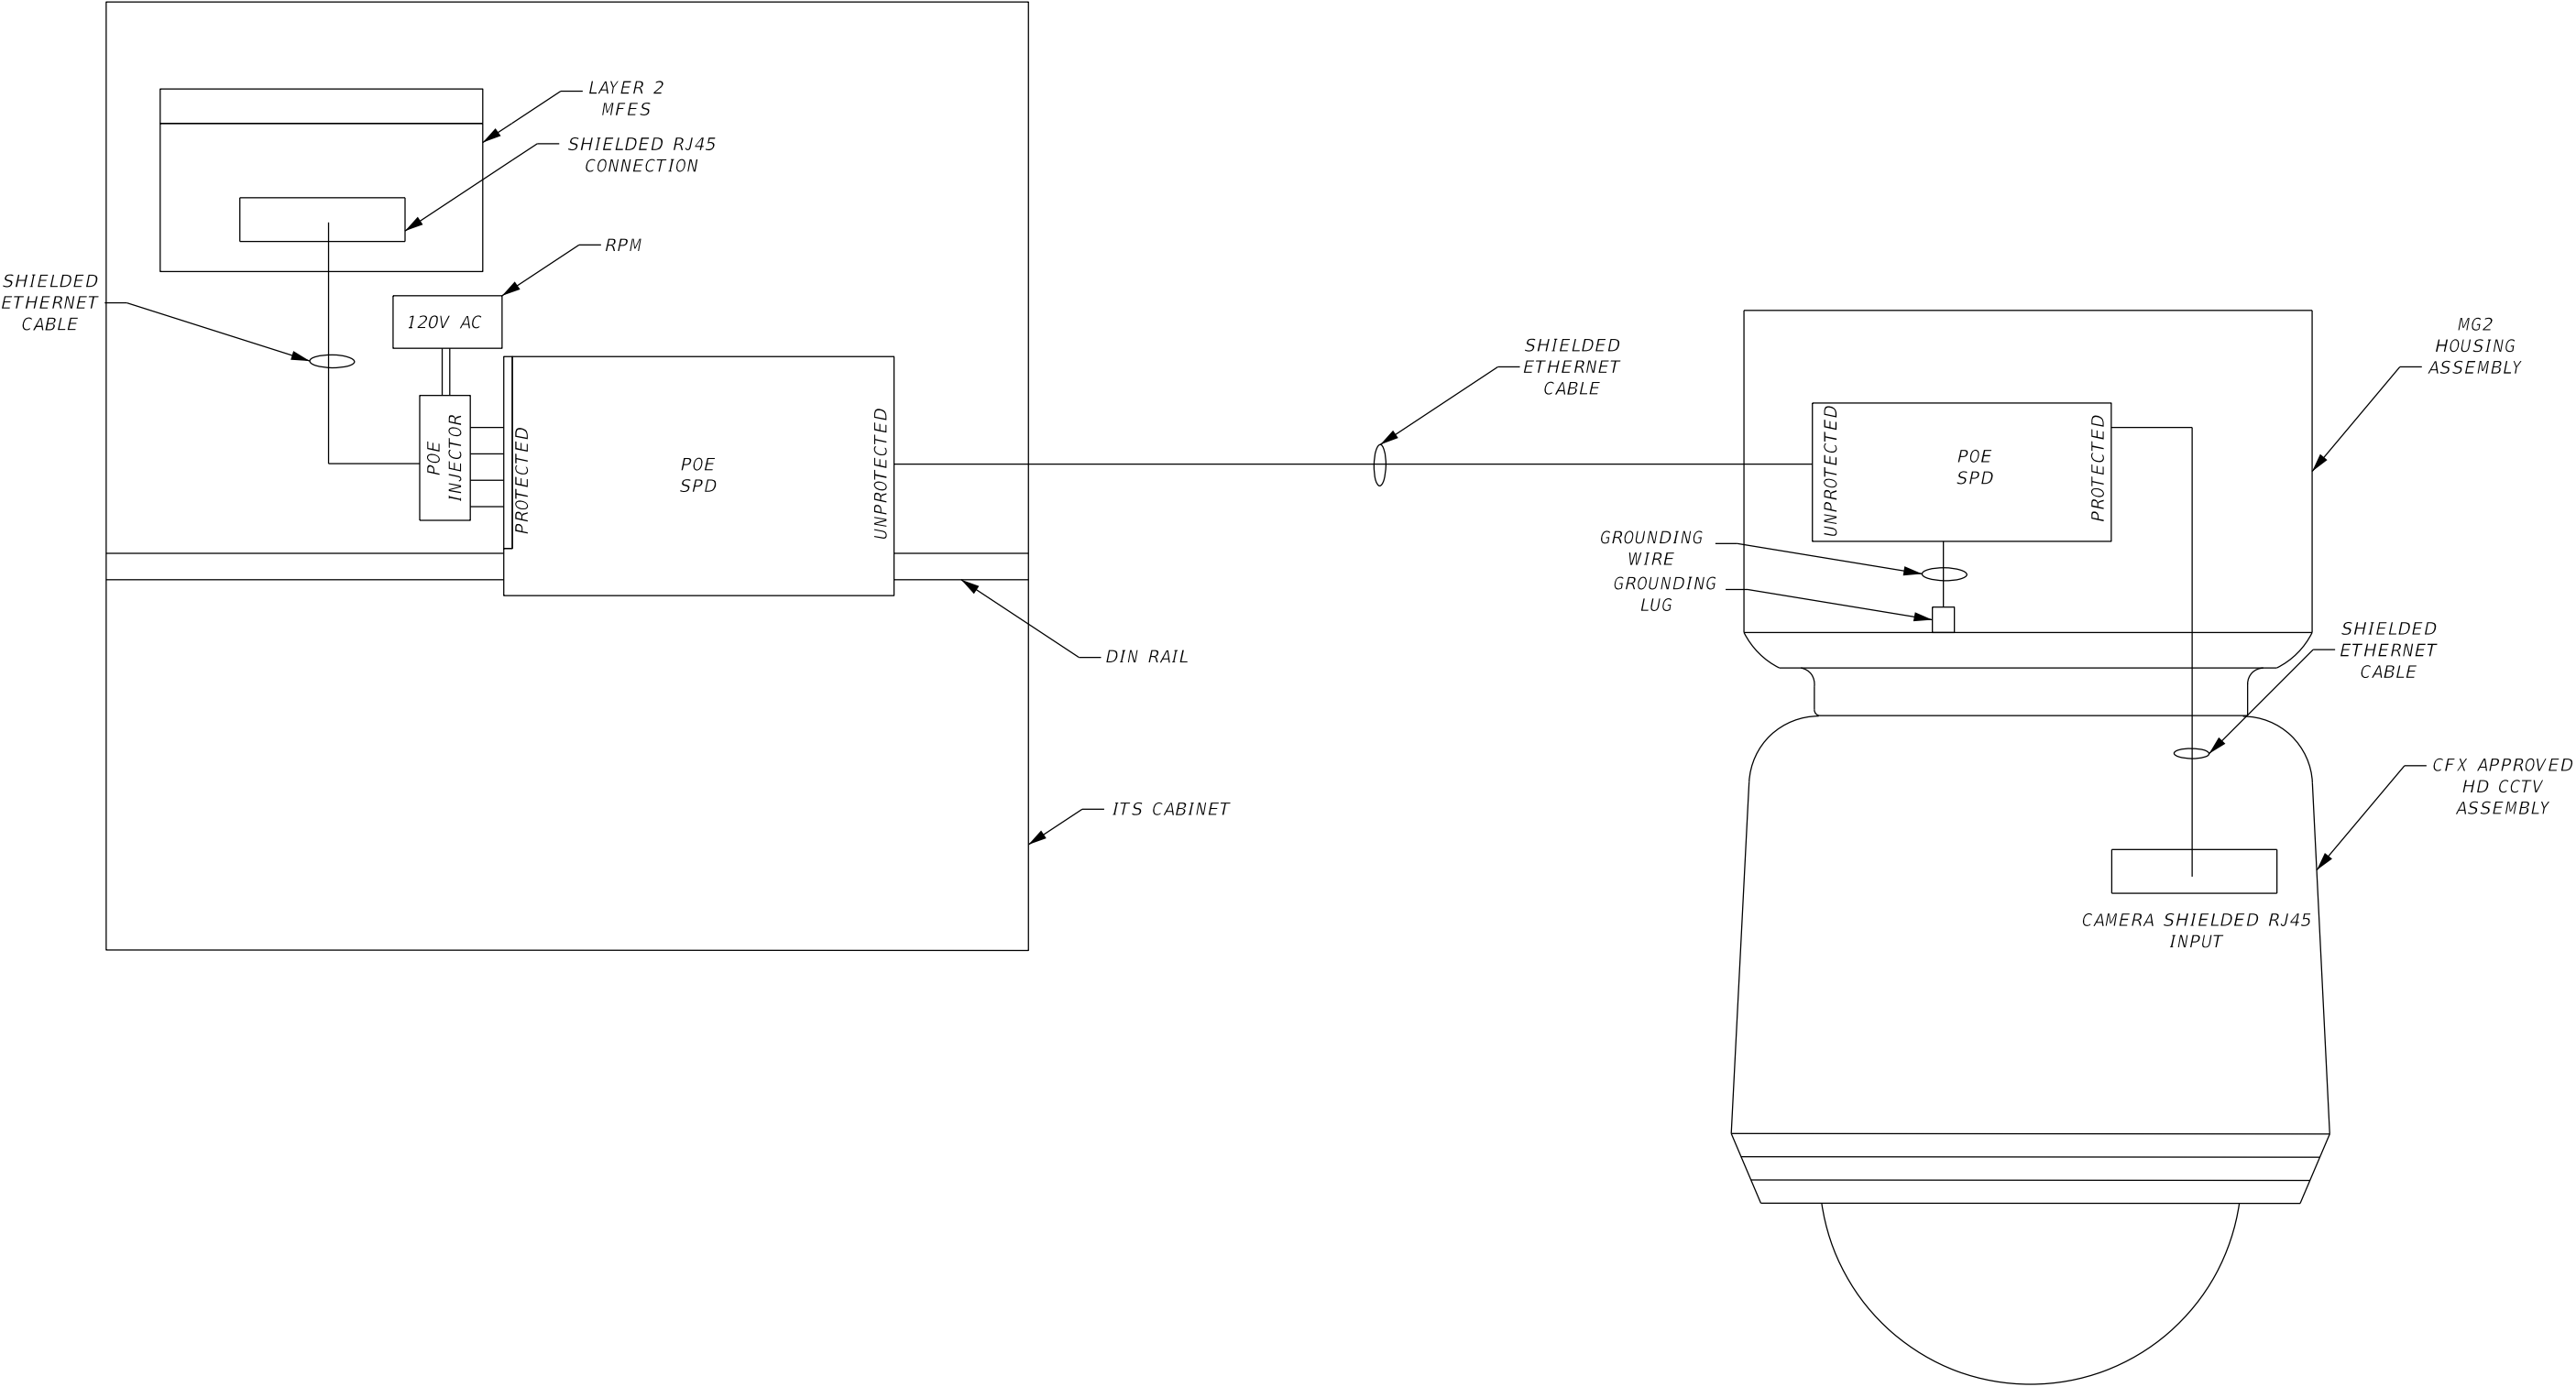 LAYER 2
MFES
SHIELDED RJ45
CONNECTION
RPM
SHIELDED
ETHERNET
CABLE
120V AC
POE
INJECTOR
PROTECTED
POE
SPD
UNPROTECTED
DIN RAIL
ITS CABINET
SHIELDED
ETHERNET
CABLE
MG2
HOUSING
ASSEMBLY
UNPROTECTED
POE
SPD
PROTECTED
GROUNDING
WIRE
GROUNDING
LUG
SHIELDED
ETHERNET
CABLE
CFX APPROVED
HD CCTV
ASSEMBLY
CAMERA SHIELDED RJ45
INPUT